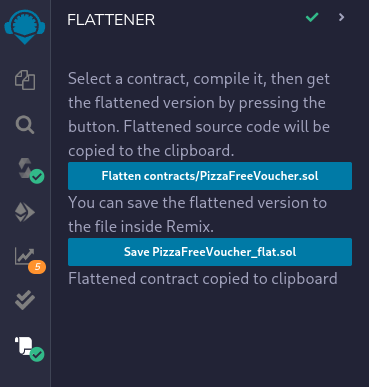 FLATTENER
Select a contract, compile it, then get
the flattened version by pressing the
button. Flattened source code will be
copied to the clipboard.
Flatten contracts/PizzaFreeVoucher.sol
You can save the flattened version to
the file inside Remix.
Save PizzaFreeVoucher_flat.sol
5
Flattened contract copied to clipboard